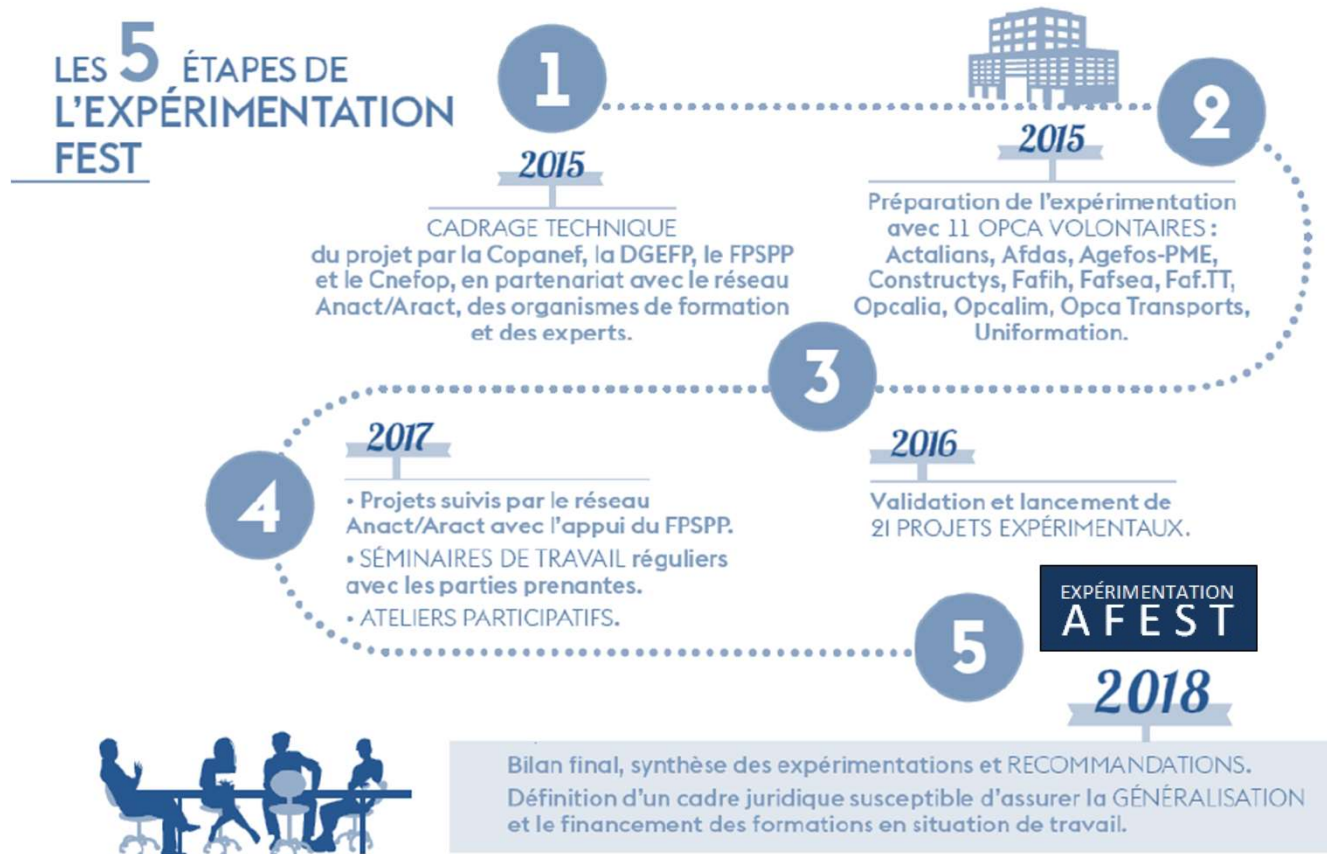 LES 5 ÉTAPES DE
L'EXPÉRIMENTATION
FEST
1
2015
CADRAGE TECHNIQUE
du projet par la Copanef, la DGEFP, le FPSPP
et le Cnefop, en partenariat avec le réseau
Anact/Aract, des organismes de formation
et des experts.
2
2015
Préparation de l'expérimentation
avec 11 OPCA VOLONTAIRES :
Actalians, Afdas, Agefos-PME,
Constructys, Fafih, Fafsea, Faf.TT,
Opcalia, Opcalim, Opca Transports,
Uniformation.
3
2016
Validation et lancement de
21 PROJETS EXPÉRIMENTAUX.
4
2017
• Projets suivis par le réseau
Anact/Aract avec l'appui du FPSPP.
• SÉMINAIRES DE TRAVAIL réguliers
avec les parties prenantes.
• ATELIERS PARTICIPATIFS.
5
EXPÉRIMENTATION
AFEST
2018
Bilan final, synthèse des expérimentations et RECOMMANDATIONS.
Définition d'un cadre juridique susceptible d'assurer la GÉNÉRALISATION
et le financement des formations en situation de travail.